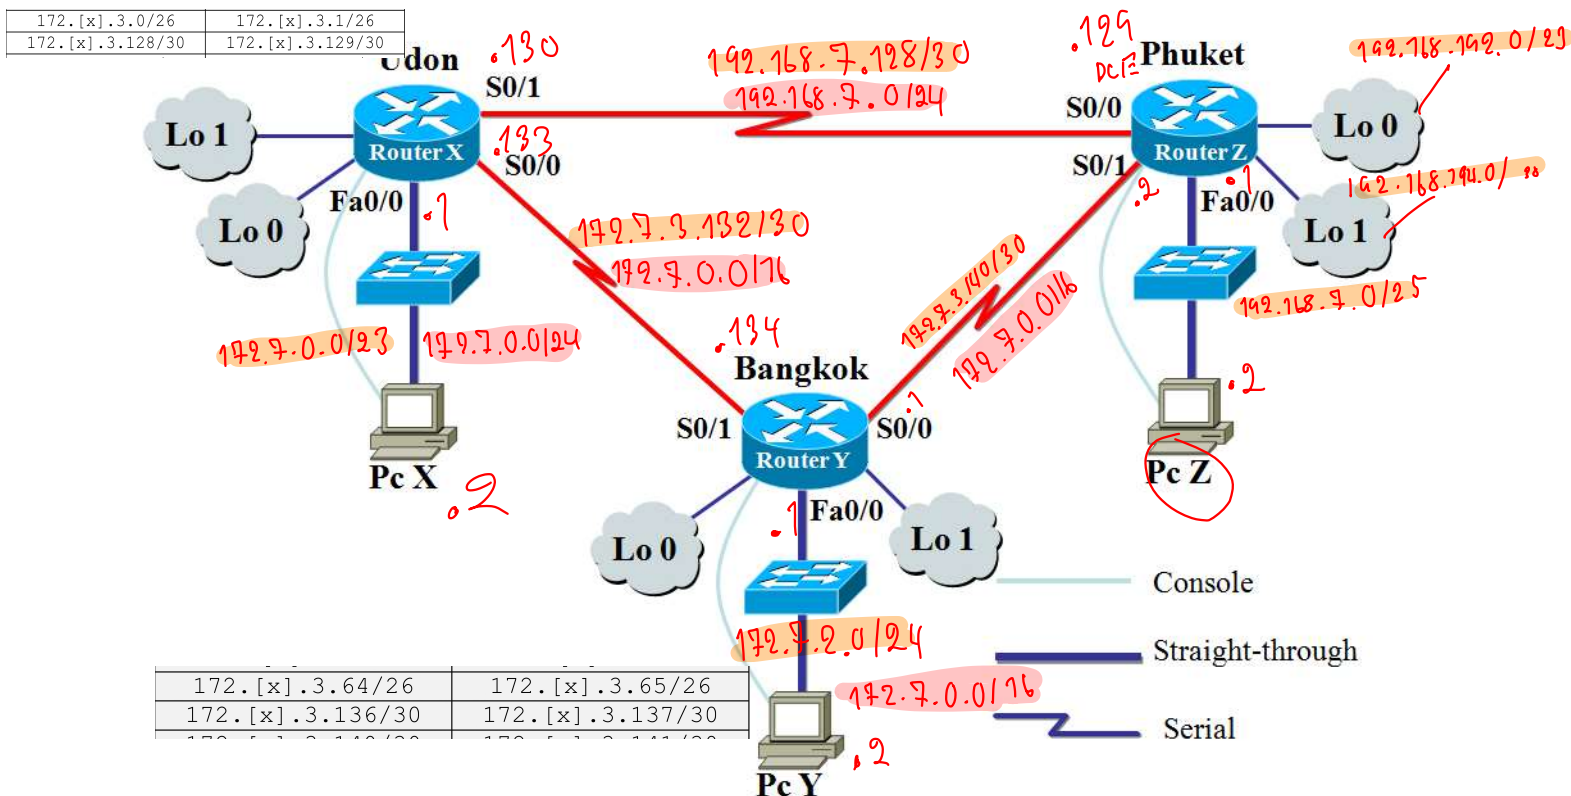 172.[x].3.0/26 172.[x].3.1/26
172.[x].3.128/30 172.[x].3.129/30
Udon
.130
S0/1
192.168.7.128/30
192.168.7.0/24
.129
DCE
Phuket
192.168.192.0/23
S0/0
Lo 1
Router X
.133
S0/0
Router Z
Lo 0
S0/1
.2
.1
Fa0/0
Fa0/0
.1
Lo 0
Lo 1
172.7.3.132/30
172.7.0.0/16
172.7.3.140/30
172.7.0.0/16
192.168.7.0/25
172.7.0.0/23
172.7.0.0/24
.134
Bangkok
.1
.2
S0/1
S0/0
Router Y
Pc X
.2
Pc Z
Fa0/0
.1
Lo 0
Lo 1
Console
172.7.2.0/24
Straight-through
172.[x].3.64/26 172.[x].3.65/26
172.7.0.0/16
172.[x].3.136/30 172.[x].3.137/30
Serial
.2
Pc Y